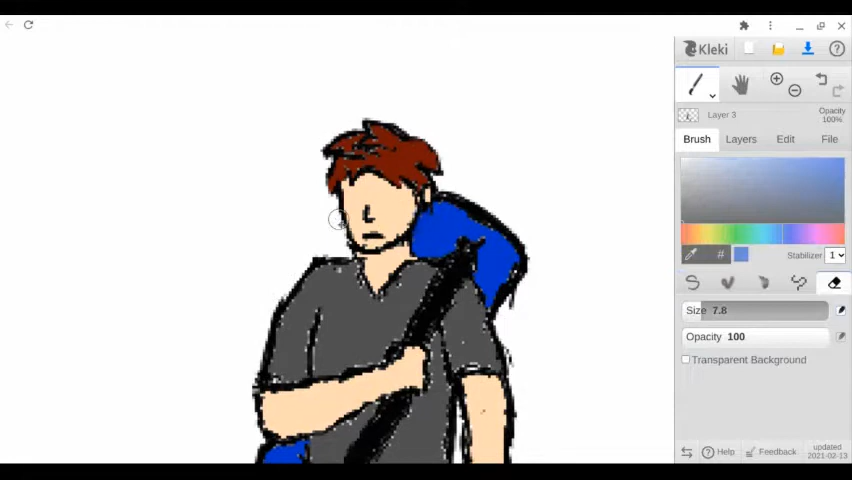 Kleki
Layer 3
Opacity
100%
Brush
Layers
Edit
File
#
Stabilizer
1
Size 7.8
Opacity 100
Transparent Background
Help
Feedback
updated
2021-02-13